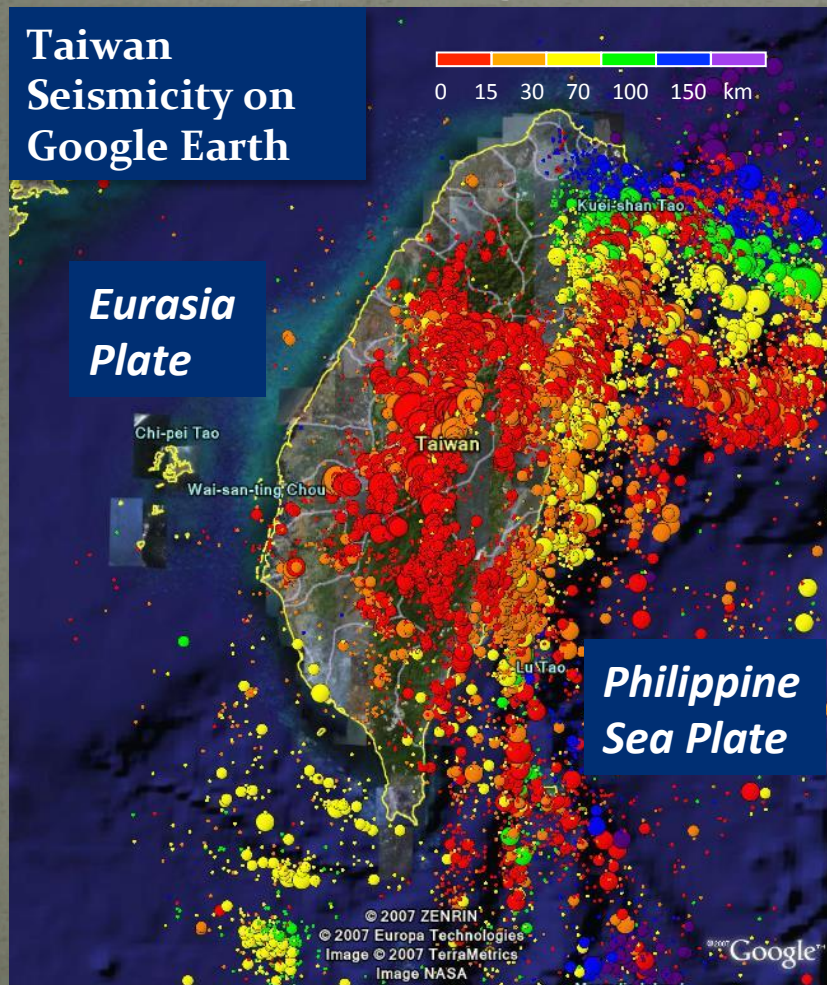 Taiwan
Seismicity on
Google Earth
0 15 30 70 100 150 km
Kuei-shan Tao
Eurasia
Plate
Chi-pei Tao
Taiwan
Wai-san-ting Chou
Lu Tao
Philippine
Sea Plate
© 2007 ZENRIN
© 2007 Europa Technologies
Image © 2007 TerraMetrics
Image NASA
©2007 Google™